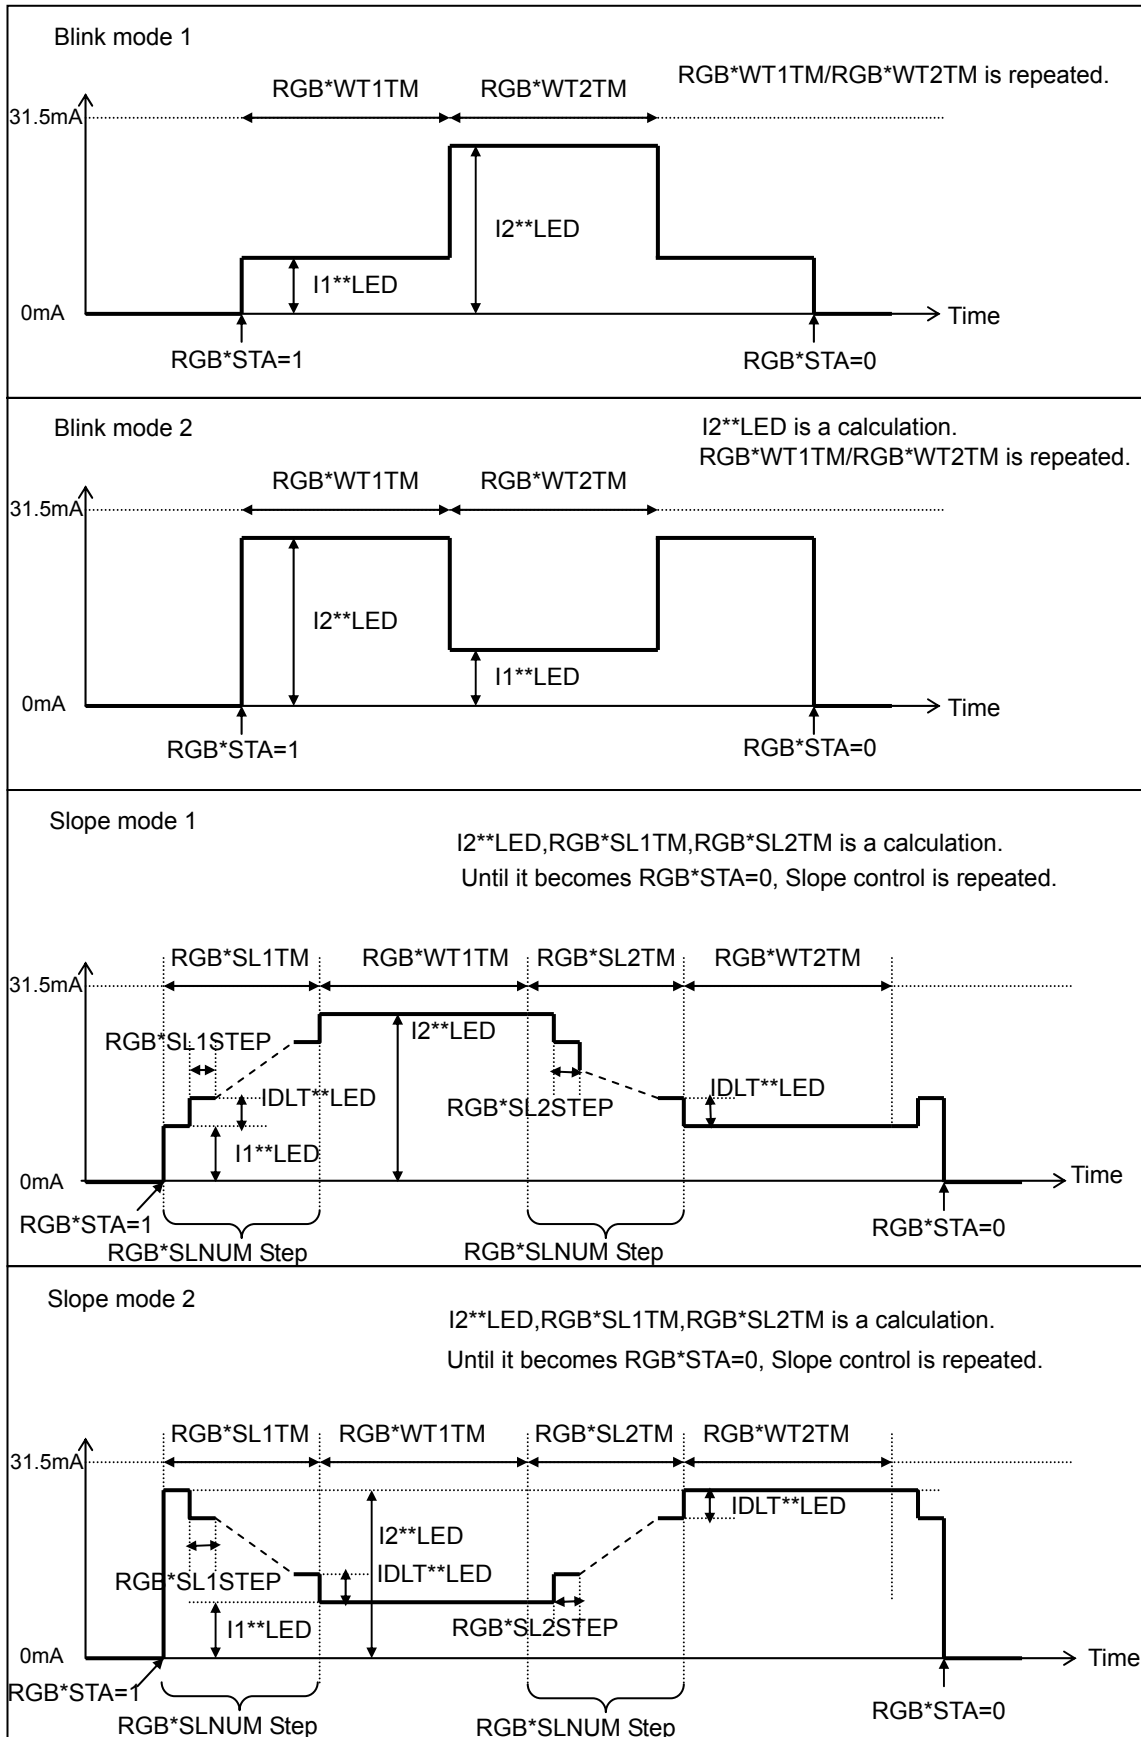 Blink mode 1
RGB*WT1TM/RGB*WT2TM is repeated.
RGB*WT1TM
RGB*WT2TM
31.5mA
I2**LED
I1**LED
0mA
Time
RGB*STA=1
RGB*STA=0
Blink mode 2
I2**LED is a calculation.
RGB*WT1TM/RGB*WT2TM is repeated.
RGB*WT1TM
RGB*WT2TM
31.5mA
I2**LED
I1**LED
0mA
Time
RGB*STA=1
RGB*STA=0
Slope mode 1
I2**LED,RGB*SL1TM,RGB*SL2TM is a calculation.
Until it becomes RGB*STA=0, Slope control is repeated.
RGB*SL1TM
RGB*WT1TM
RGB*SL2TM
RGB*WT2TM
31.5mA
RGB*SL1STEP
I2**LED
IDLT**LED
RGB*SL2STEP
IDLT**LED
I1**LED
0mA
Time
RGB*STA=1
RGB*STA=0
RGB*SLNUM Step
RGB*SLNUM Step
Slope mode 2
I2**LED,RGB*SL1TM,RGB*SL2TM is a calculation.
Until it becomes RGB*STA=0, Slope control is repeated.
RGB*SL1TM
RGB*WT1TM
RGB*SL2TM
RGB*WT2TM
31.5mA
IDLT**LED
I2**LED
RGB*SL1STEP
IDLT**LED
I1**LED
RGB*SL2STEP
0mA
Time
RGB*STA=1
RGB*STA=0
RGB*SLNUM Step
RGB*SLNUM Step